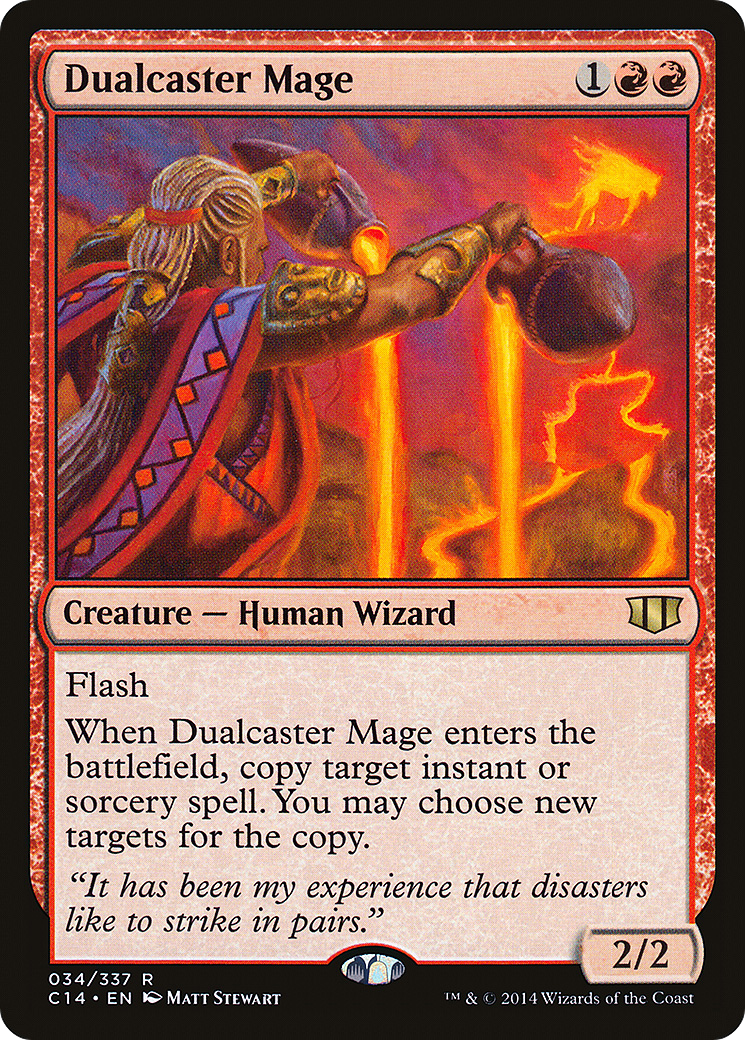 Dualcaster Mage 1
Creature — Human Wizard
Flash
When Dualcaster Mage enters the
battlefield, copy target instant or
sorcery spell. You may choose new
targets for the copy.
“It has been my experience that disasters
like to strike in pairs.”
2/2
034/337 R
C14 • EN Matt Stewart
™ & © 2014 Wizards of the Coast